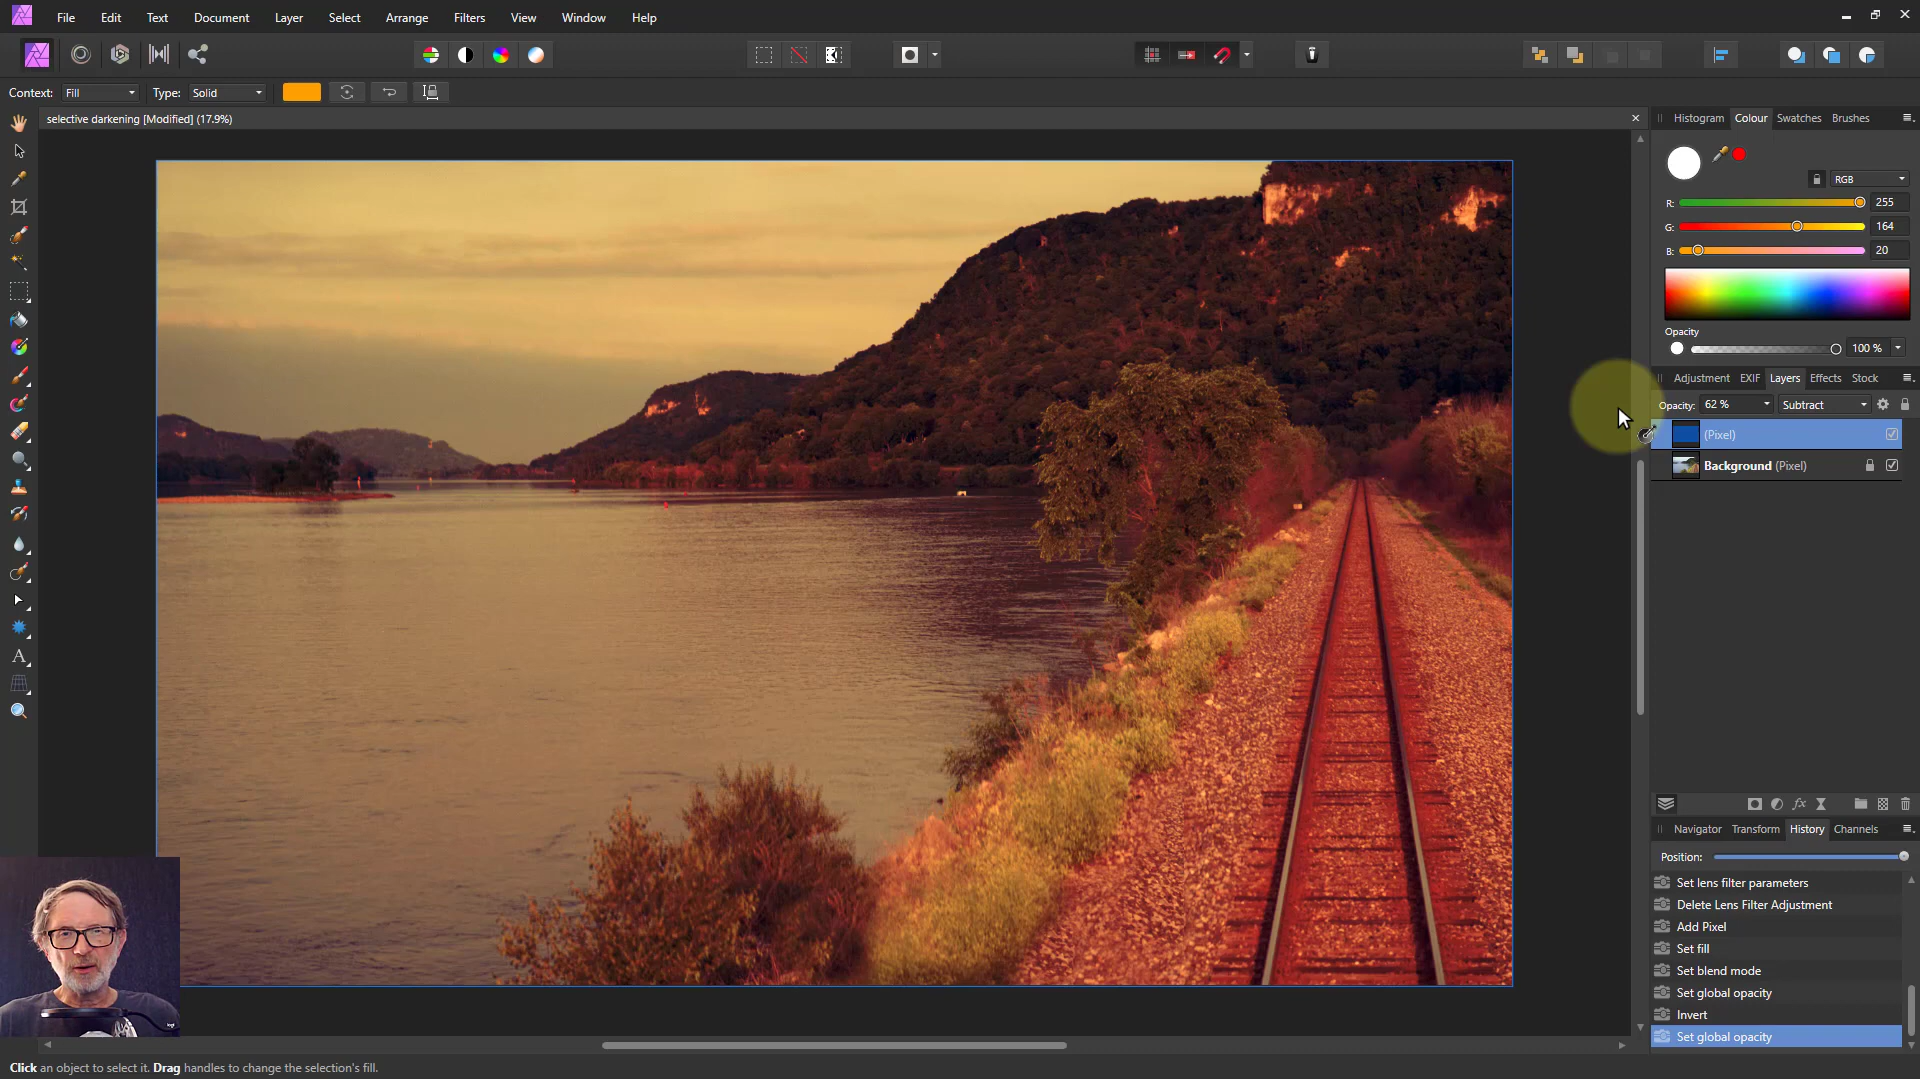 File Edit Text Document Layer Select Arrange Filters View Window Help
Context: Fill Type: Solid
selective darkening [Modified] (17.9%)
Histogram Colour Swatches Brushes
RGB
R: 255
G: 164
B: 20
Opacity
100 %
Adjustment EXIF Layers Effects Stock
Opacity: 62 % Subtract
(Pixel)
Background (Pixel)
fx
Navigator Transform History Channels
Position:
Set lens filter parameters
Delete Lens Filter Adjustment
Add Pixel
Set fill
Set blend mode
Set global opacity
Invert
Set global opacity
Click an object to select it. Drag handles to change the selection's fill.